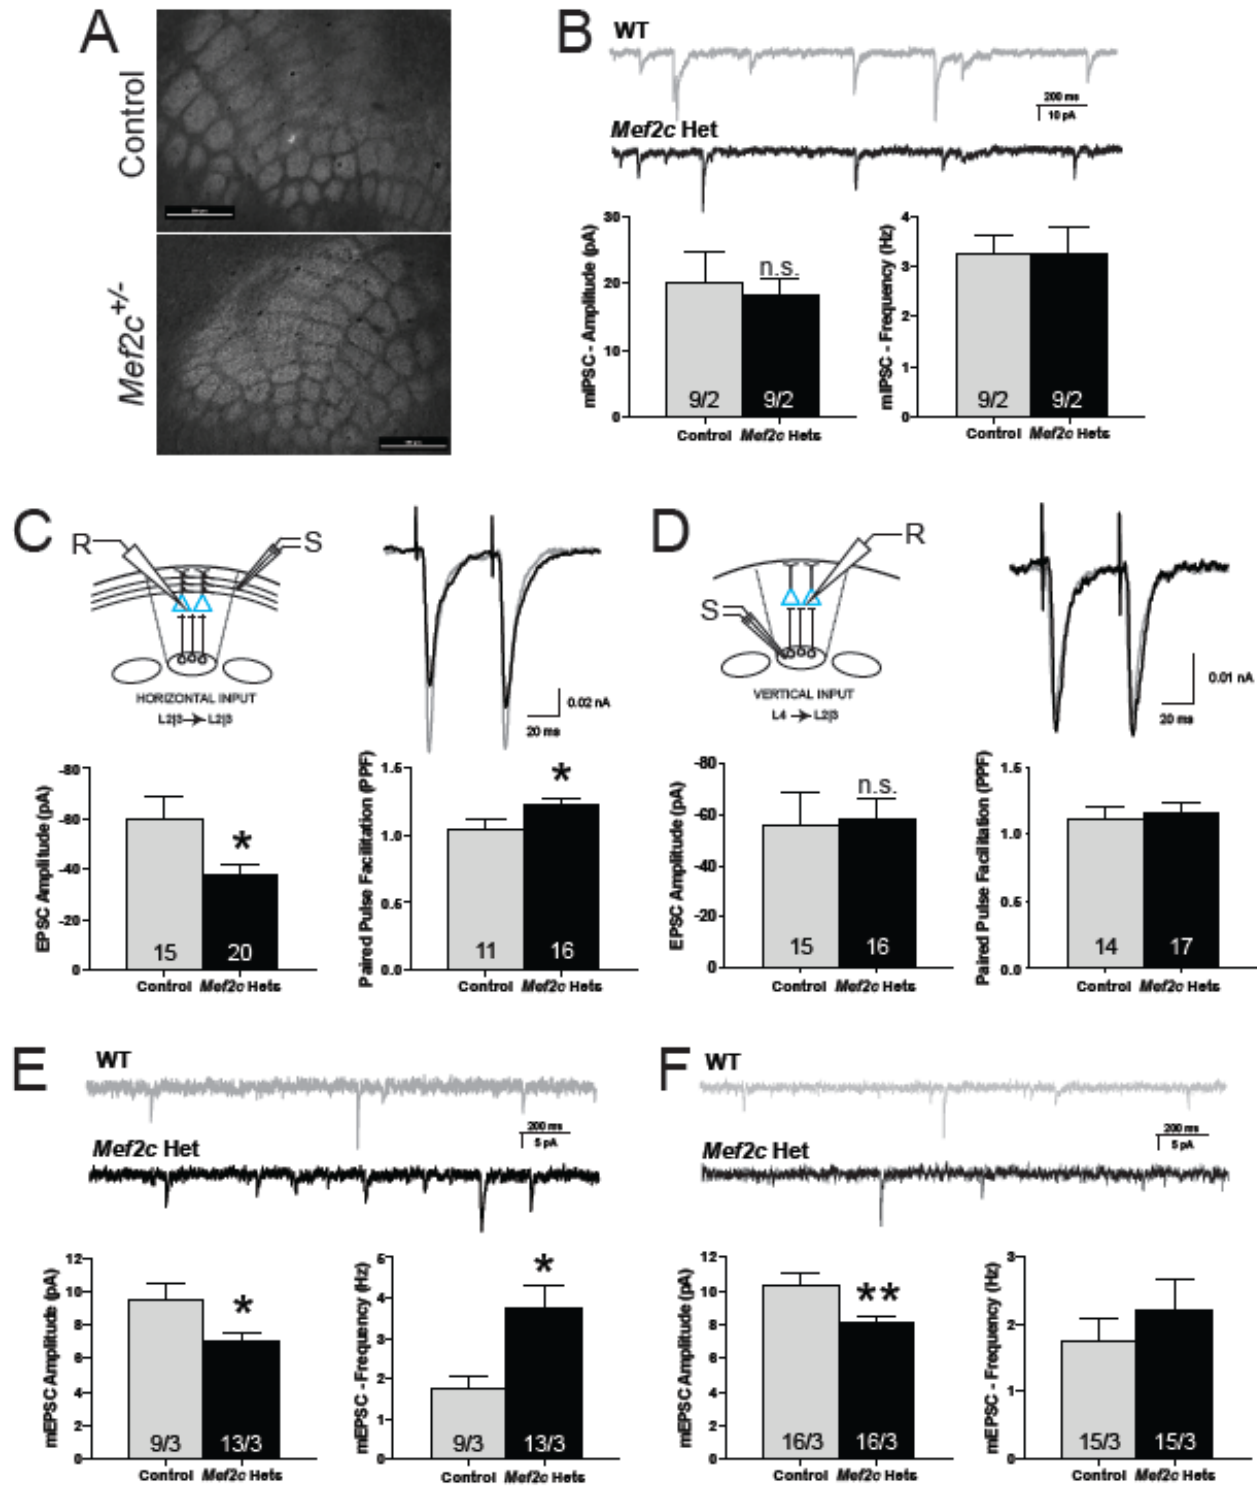 A
Control
Mef2c+/-
B
WT
200 ms
10 pA
Mef2c Het
mIPSC - Amplitude (pA)
30
20
10
0
n.s.
9/2
9/2
Control Mef2c Hets
mIPSC - Frequency (Hz)
4
3
2
1
0
9/2
9/2
Control Mef2c Hets
C
R
S
HORIZONTAL INPUT
L2|3 → L2|3
0.02 nA
20 ms
EPSC Amplitude (pA)
-80
-60
-40
-20
0
*
15
20
Control Mef2c Hets
Paired Pulse Facilitation (PPF)
1.5
1.0
0.5
0.0
*
11
16
Control Mef2c Hets
D
R
S
VERTICAL INPUT
L4 → L2|3
0.01 nA
20 ms
EPSC Amplitude (pA)
-80
-60
-40
-20
0
n.s.
15
16
Control Mef2c Hets
Paired Pulse Facilitation (PPF)
1.5
1.0
0.5
0.0
14
17
Control Mef2c Hets
E
WT
200 ms
5 pA
Mef2c Het
mEPSC Amplitude (pA)
12
10
8
6
4
2
0
*
9/3
13/3
Control Mef2c Hets
mEPSC - Frequency (Hz)
5
4
3
2
1
0
*
9/3
13/3
Control Mef2c Hets
F
WT
200 ms
5 pA
Mef2c Het
mEPSC Amplitude (pA)
12
10
8
6
4
2
0
**
16/3
16/3
Control Mef2c Hets
mEPSC - Frequency (Hz)
3
2
1
0
15/3
15/3
Control Mef2c Hets